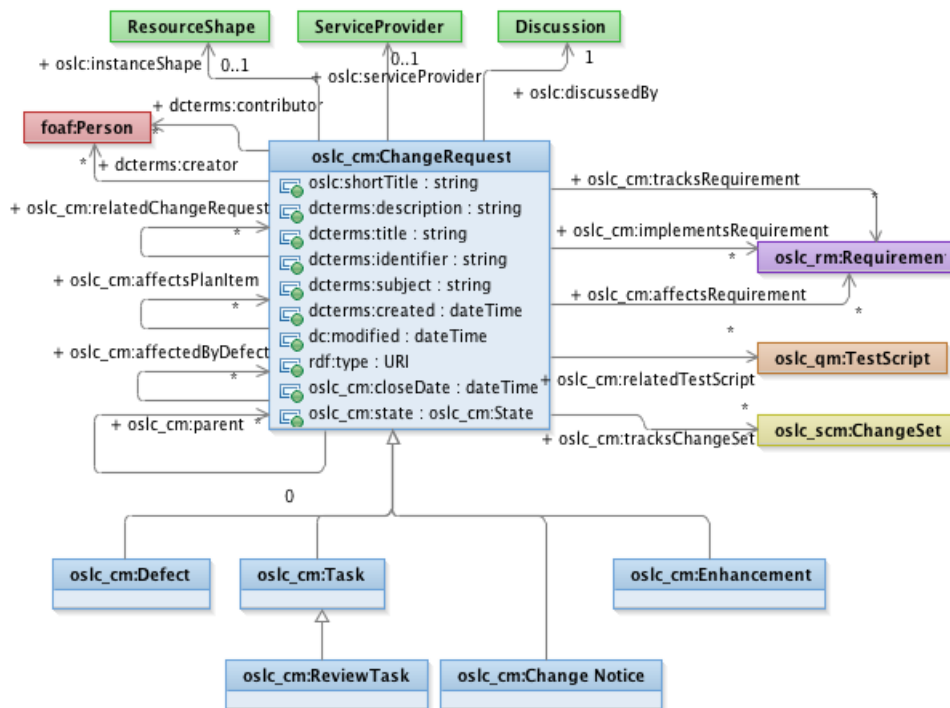 ResourceShape
ServiceProvider
Discussion
+ oslc:instanceShape
0..1
+ oslc:serviceProvider
0..1
1
+ oslc:discussedBy
+ dcterms:contributor
*
foaf:Person
* + dcterms:creator
oslc_cm:ChangeRequest
oslc:shortTitle : string
dcterms:description : string
dcterms:title : string
dcterms:identifier : string
dcterms:subject : string
dcterms:created : dateTime
dc:modified : dateTime
rdf:type : URI
oslc_cm:closeDate : dateTime
oslc_cm:state : oslc_cm:State
+ oslc_cm:relatedChangeRequest
*
+ oslc_cm:affectsPlanItem
*
+ oslc_cm:affectedByDefect
*
+ oslc_cm:parent *
0
+ oslc_cm:tracksRequirement
*
+ oslc_cm:implementsRequirement
*
oslc_rm:Requiremen
+ oslc_cm:affectsRequirement
*
*
oslc_qm:TestScript
+ oslc_cm:relatedTestScript
*
oslc_scm:ChangeSet
+ oslc_cm:tracksChangeSet
oslc_cm:Defect
oslc_cm:Task
oslc_cm:Enhancement
oslc_cm:ReviewTask
oslc_cm:Change Notice